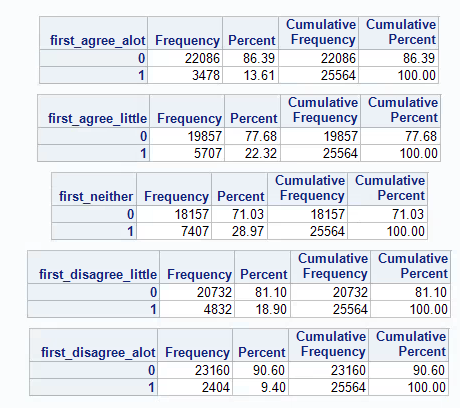 Cumulative Cumulative
first_agree_alot Frequency Percent Frequency Percent
0 22086 86.39 22086 86.39
1 3478 13.61 25564 100.00
Cumulative Cumulative
first_agree_little Frequency Percent Frequency Percent
0 19857 77.68 19857 77.68
1 5707 22.32 25564 100.00
Cumulative Cumulative
first_neither Frequency Percent Frequency Percent
0 18157 71.03 18157 71.03
1 7407 28.97 25564 100.00
Cumulative Cumulative
first_disagree_little Frequency Percent Frequency Percent
0 20732 81.10 20732 81.10
1 4832 18.90 25564 100.00
Cumulative Cumulative
first_disagree_alot Frequency Percent Frequency Percent
0 23160 90.60 23160 90.60
1 2404 9.40 25564 100.00